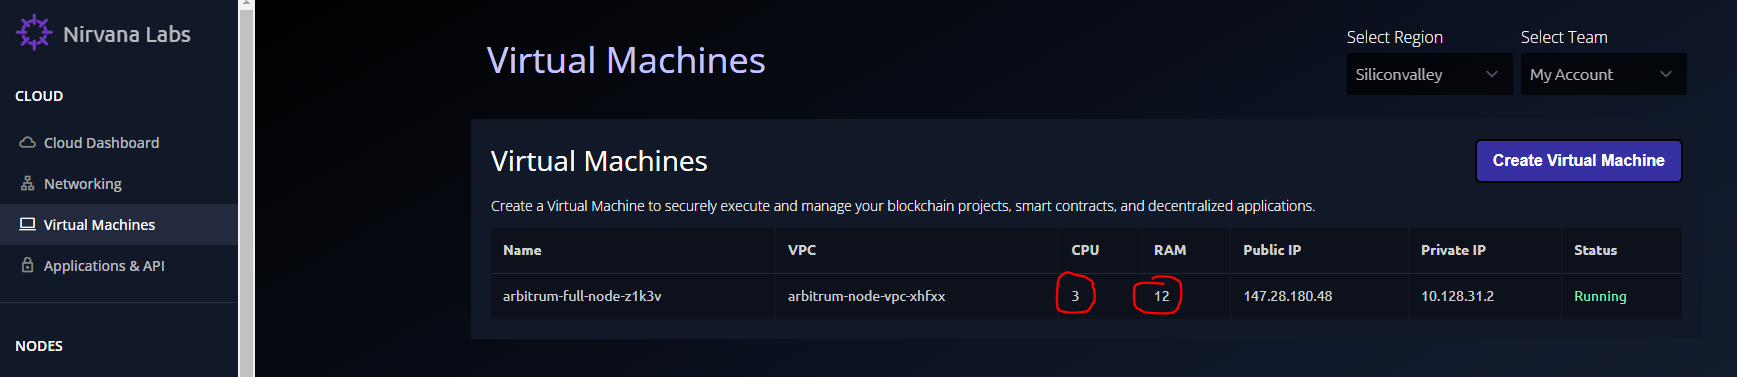 Nirvana Labs
CLOUD
Cloud Dashboard
Networking
Virtual Machines
Applications & API
NODES
Virtual Machines
Select Region
Select Team
Siliconvalley
My Account
Virtual Machines
Create Virtual Machine
Create a Virtual Machine to securely execute and manage your blockchain projects, smart contracts, and decentralized applications.
Name VPC CPU RAM Public IP Private IP Status
arbitrum-full-node-z1k3v arbitrum-node-vpc-xhfxx 3 12 147.28.180.48 10.128.31.2 Running